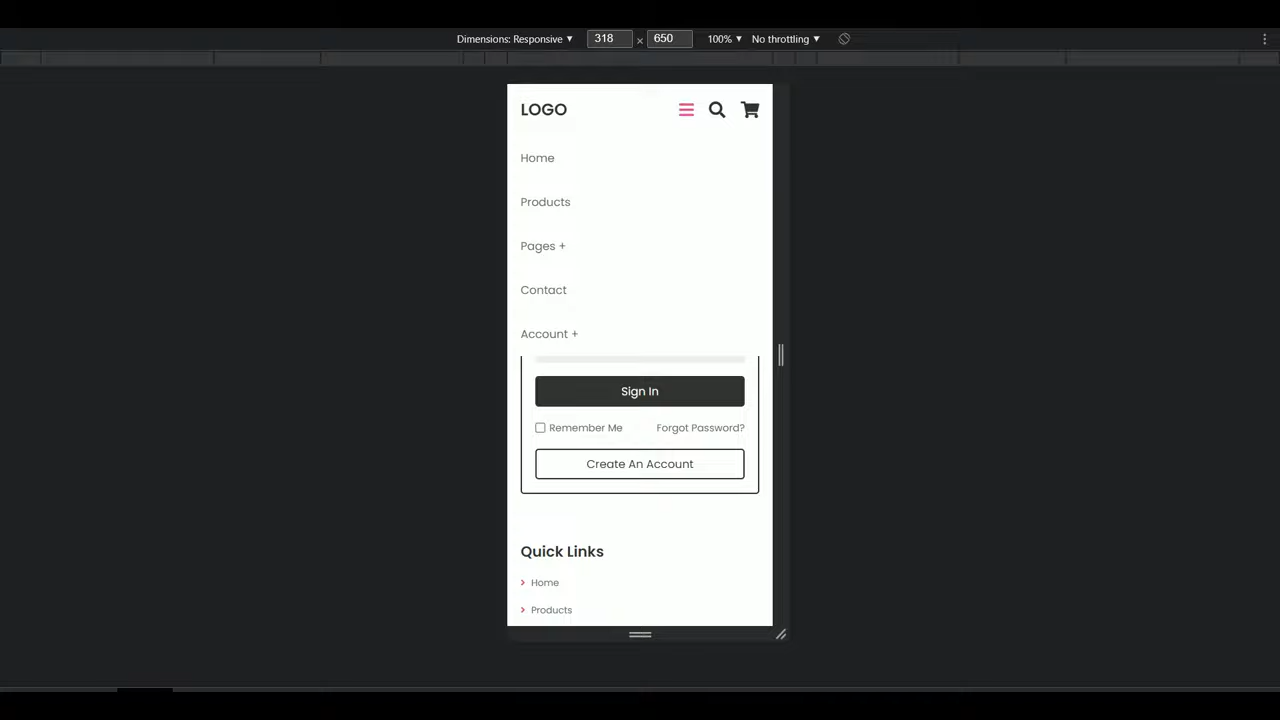 Dimensions: Responsive ▼ 318 × 650 100% ▼ No throttling ▼
LOGO
Home
Products
Pages +
Contact
Account +
Sign In
Remember Me Forgot Password?
Create An Account
Quick Links
Home
Products